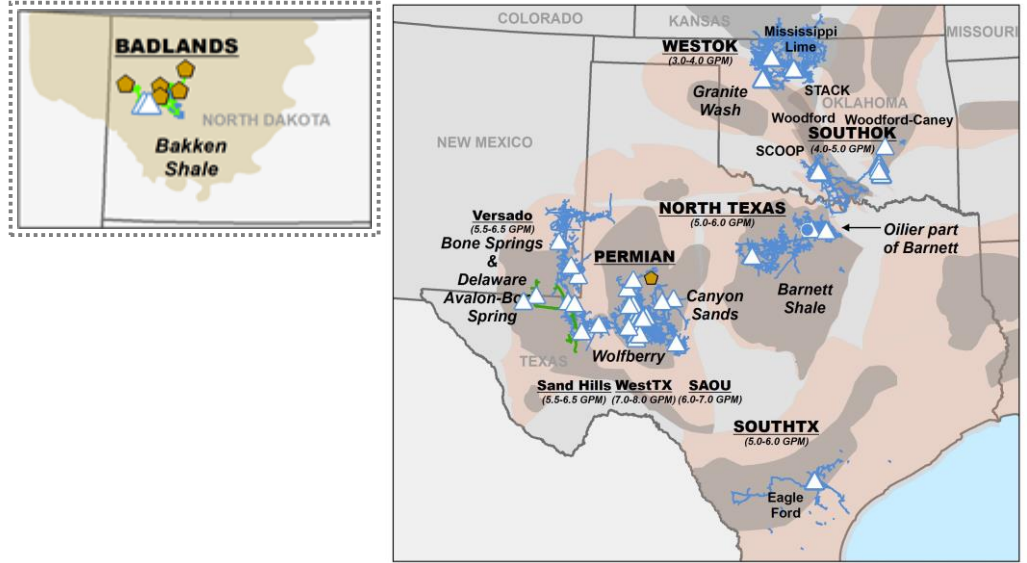 BADLANDS
NORTH DAKOTA
Bakken
Shale
COLORADO
KANSAS
MISSOURI
Mississippi
Lime
WESTOK
(3.0-4.0 GPM)
Granite
Wash
STACK
OKLAHOMA
Woodford
Woodford-Caney
SOUTHOK
(4.0-5.0 GPM)
SCOOP
NEW MEXICO
Versado
(5.5-6.5 GPM)
Bone Springs
&
Delaware
Avalon-Bone
Spring
NORTH TEXAS
(5.0-6.0 GPM)
Oilier part
of Barnett
PERMIAN
Canyon
Sands
Barnett
Shale
Wolfberry
TEXAS
Sand Hills
(5.5-6.5 GPM)
WestTX
(7.0-8.0 GPM)
SAOU
(6.0-7.0 GPM)
SOUTHTX
(5.0-6.0 GPM)
Eagle
Ford